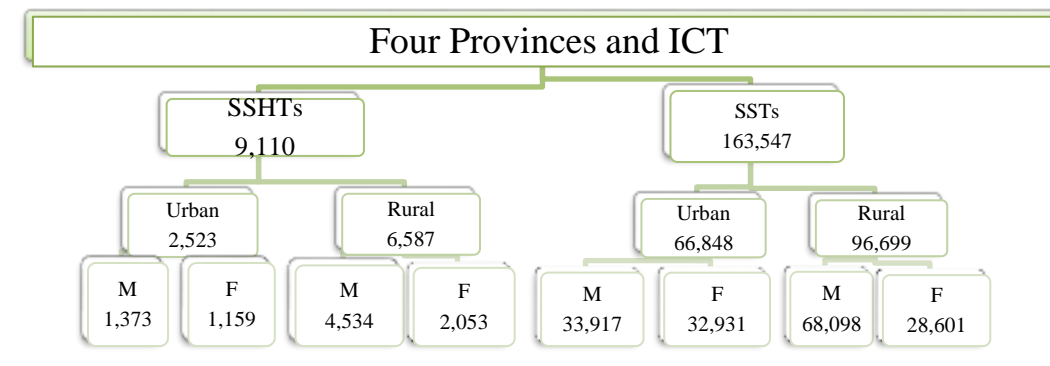 Four Provinces and ICT
SSHTs
9,110
SSTs
163,547
Urban
2,523
Rural
6,587
Urban
66,848
Rural
96,699
M
1,373
F
1,159
M
4,534
F
2,053
M
33,917
F
32,931
M
68,098
F
28,601